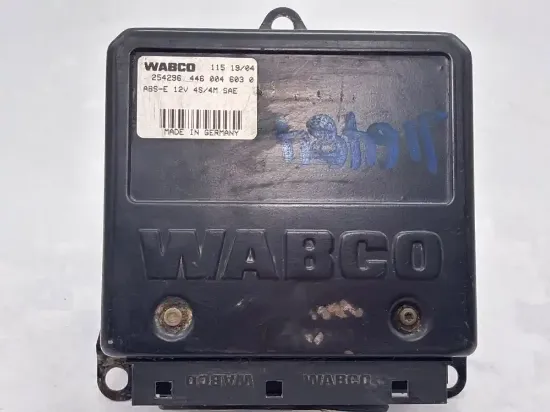 WABCO 115 19/04
254296 446 004 603 0
ABS-E 12V 4S/4M SAE
MADE IN GERMANY
WABCO
WABCO WABCO